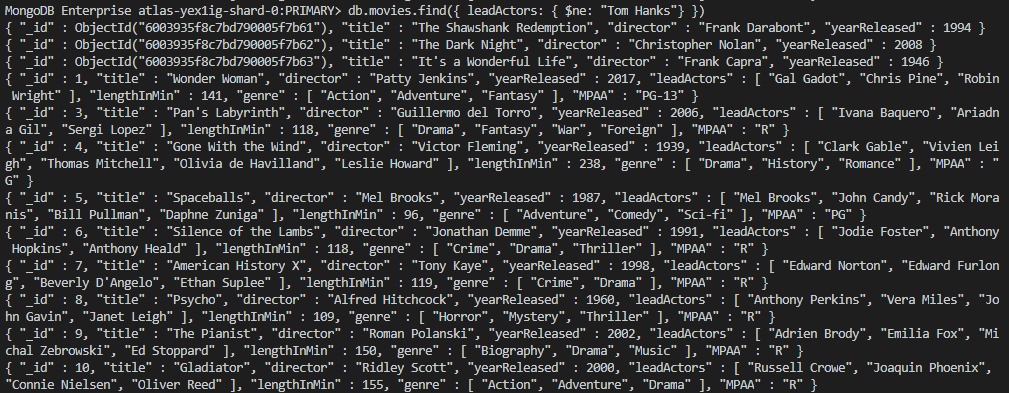 MongoDB Enterprise atlas-yex1ig-shard-0:PRIMARY> db.movies.find({ leadActors: { $ne: "Tom Hanks"} })
{ "_id" : ObjectId("6003935f8c7bd790005f7b61"), "title" : "The Shawshank Redemption", "director" : "Frank Darabont", "yearReleased" : 1994 }
{ "_id" : ObjectId("6003935f8c7bd790005f7b62"), "title" : "The Dark Night", "director" : "Christopher Nolan", "yearReleased" : 2008 }
{ "_id" : ObjectId("6003935f8c7bd790005f7b63"), "title" : "It's a Wonderful Life", "director" : "Frank Capra", "yearReleased" : 1946 }
{ "_id" : 1, "title" : "Wonder Woman", "director" : "Patty Jenkins", "yearReleased" : 2017, "leadActors" : [ "Gal Gadot", "Chris Pine", "Robin
 Wright" ], "lengthInMin" : 141, "genre" : [ "Action", "Adventure", "Fantasy" ], "MPAA" : "PG-13" }
{ "_id" : 3, "title" : "Pan's Labyrinth", "director" : "Guillermo del Torro", "yearReleased" : 2006, "leadActors" : [ "Ivana Baquero", "Ariadn
a Gil", "Sergi Lopez" ], "lengthInMin" : 118, "genre" : [ "Drama", "Fantasy", "War", "Foreign" ], "MPAA" : "R" }
{ "_id" : 4, "title" : "Gone With the Wind", "director" : "Victor Fleming", "yearReleased" : 1939, "leadActors" : [ "Clark Gable", "Vivien Lei
gh", "Thomas Mitchell", "Olivia de Havilland", "Leslie Howard" ], "lengthInMin" : 238, "genre" : [ "Drama", "History", "Romance" ], "MPAA" : "
G" }
{ "_id" : 5, "title" : "Spaceballs", "director" : "Mel Brooks", "yearReleased" : 1987, "leadActors" : [ "Mel Brooks", "John Candy", "Rick Mora
nis", "Bill Pullman", "Daphne Zuniga" ], "lengthInMin" : 96, "genre" : [ "Adventure", "Comedy", "Sci-fi" ], "MPAA" : "PG" }
{ "_id" : 6, "title" : "Silence of the Lambs", "director" : "Jonathan Demme", "yearReleased" : 1991, "leadActors" : [ "Jodie Foster", "Anthony
 Hopkins", "Anthony Heald" ], "lengthInMin" : 118, "genre" : [ "Crime", "Drama", "Thriller" ], "MPAA" : "R" }
{ "_id" : 7, "title" : "American History X", "director" : "Tony Kaye", "yearReleased" : 1998, "leadActors" : [ "Edward Norton", "Edward Furlon
g", "Beverly D'Angelo", "Ethan Suplee" ], "lengthInMin" : 119, "genre" : [ "Crime", "Drama" ], "MPAA" : "R" }
{ "_id" : 8, "title" : "Psycho", "director" : "Alfred Hitchcock", "yearReleased" : 1960, "leadActors" : [ "Anthony Perkins", "Vera Miles", "Jo
hn Gavin", "Janet Leigh" ], "lengthInMin" : 109, "genre" : [ "Horror", "Mystery", "Thriller" ], "MPAA" : "R" }
{ "_id" : 9, "title" : "The Pianist", "director" : "Roman Polanski", "yearReleased" : 2002, "leadActors" : [ "Adrien Brody", "Emilia Fox", "Mi
chal Zebrowski", "Ed Stoppard" ], "lengthInMin" : 150, "genre" : [ "Biography", "Drama", "Music" ], "MPAA" : "R" }
{ "_id" : 10, "title" : "Gladiator", "director" : "Ridley Scott", "yearReleased" : 2000, "leadActors" : [ "Russell Crowe", "Joaquin Phoenix",
"Connie Nielsen", "Oliver Reed" ], "lengthInMin" : 155, "genre" : [ "Action", "Adventure", "Drama" ], "MPAA" : "R" }